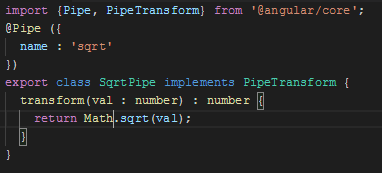 import {Pipe, PipeTransform} from '@angular/core';
@Pipe ({
name : 'sqrt'
})
export class SqrtPipe implements PipeTransform {
transform(val : number) : number {
return Math.sqrt(val);
}
}